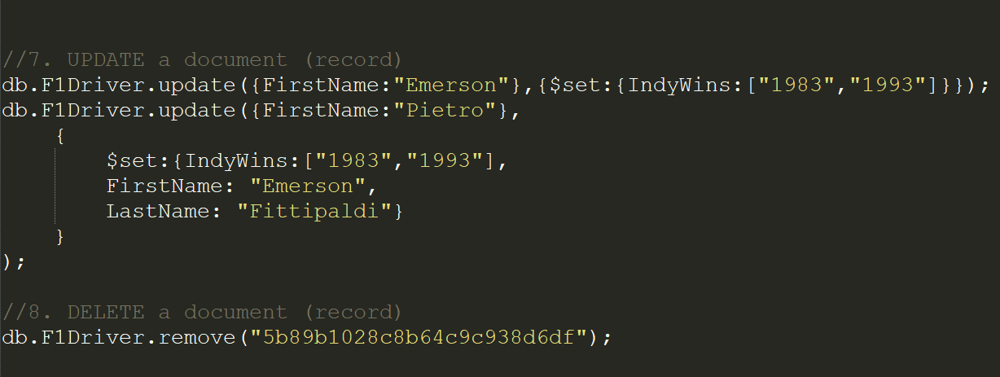 //7. UPDATE a document (record)
db.F1Driver.update({FirstName:"Emerson"},{$set:{IndyWins:["1983","1993"]}});
db.F1Driver.update({FirstName:"Pietro"},
    {
        $set:{IndyWins:["1983","1993"],
        FirstName: "Emerson",
        LastName: "Fittipaldi"}
    }
);
//8. DELETE a document (record)
db.F1Driver.remove("5b89b1028c8b64c9c938d6df");